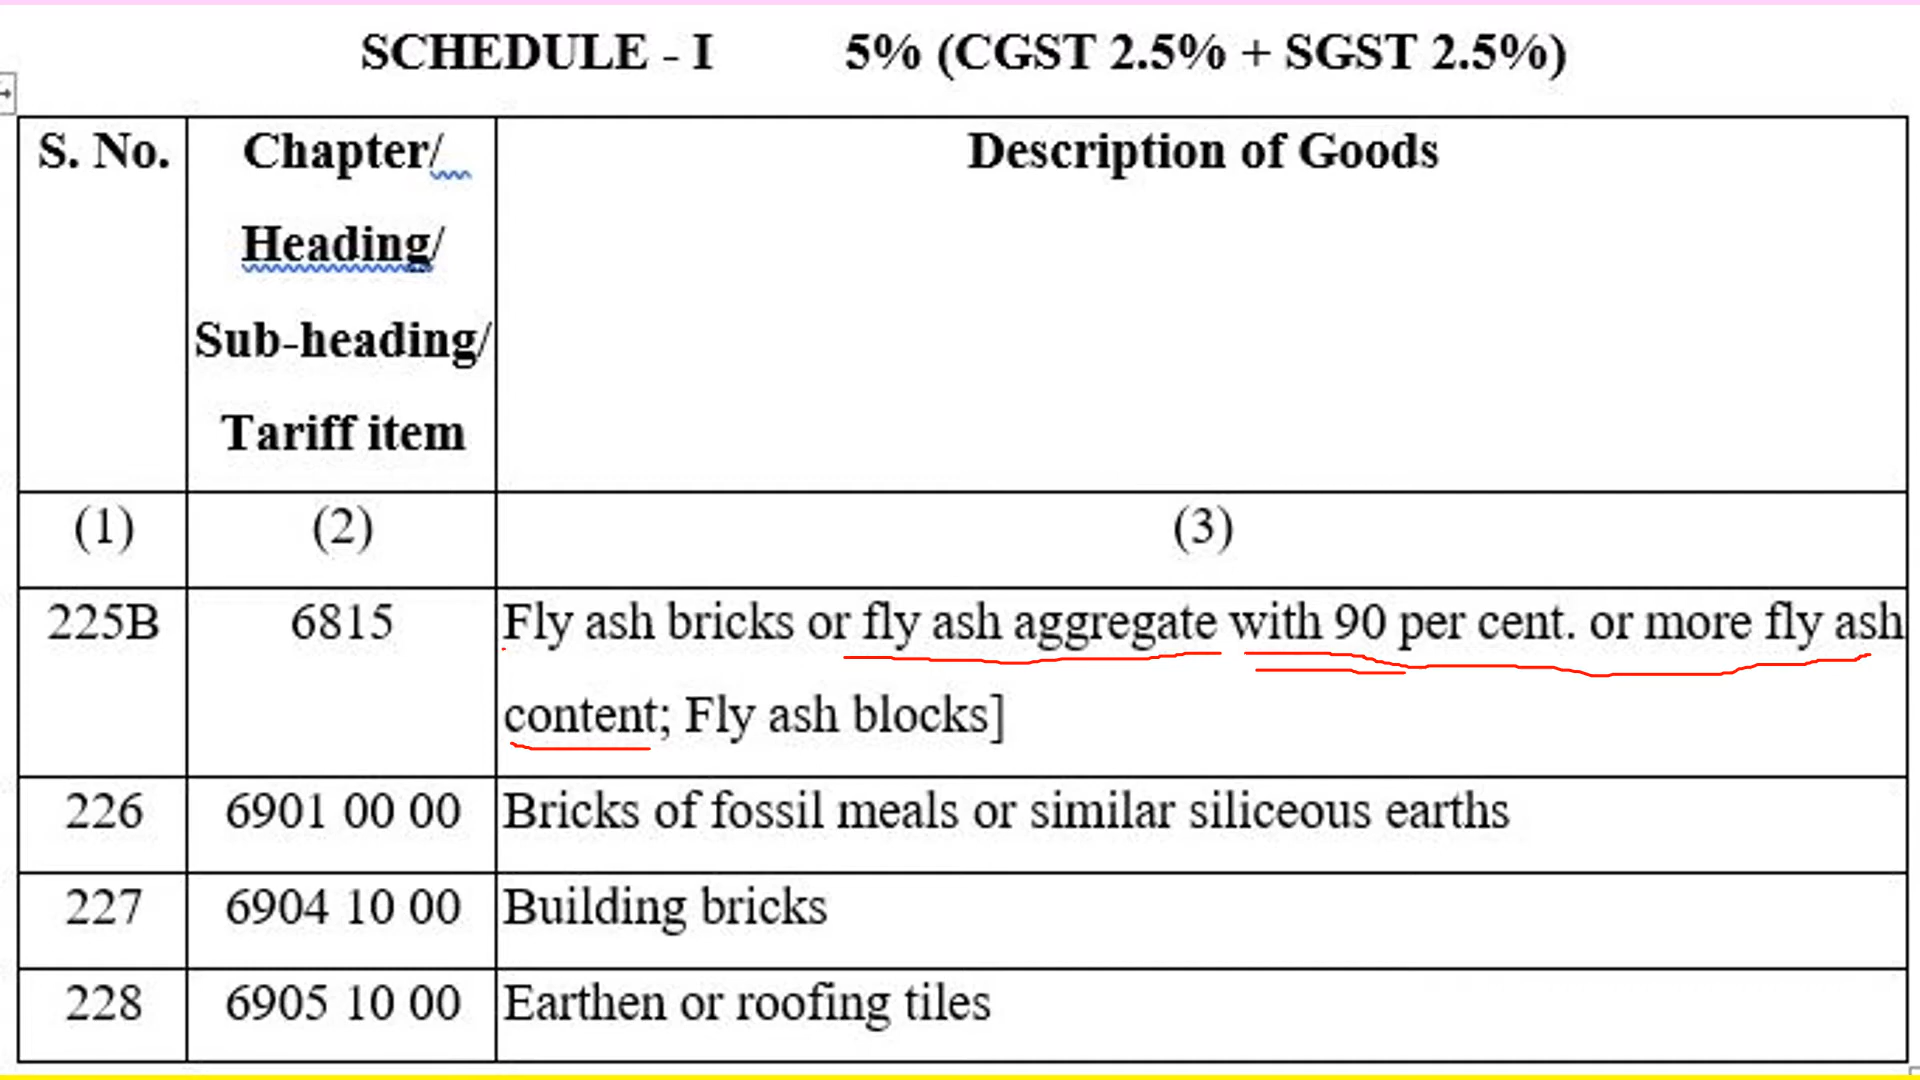 SCHEDULE - I 5% (CGST 2.5% + SGST 2.5%)
S. No. Chapter/ Description of Goods
Heading/
Sub-heading/
Tariff item
(1) (2) (3)
225B 6815 Fly ash bricks or fly ash aggregate with 90 per cent. or more fly ash
content; Fly ash blocks]
226 6901 00 00 Bricks of fossil meals or similar siliceous earths
227 6904 10 00 Building bricks
228 6905 10 00 Earthen or roofing tiles